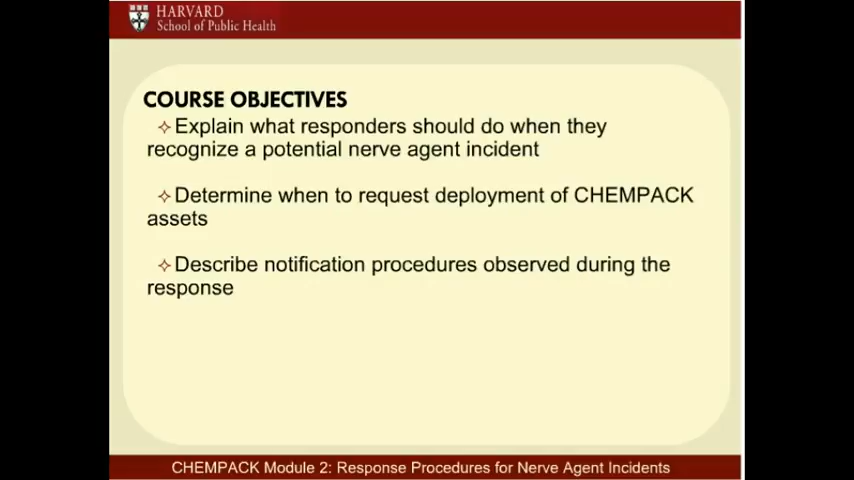 HARVARD
School of Public Health
COURSE OBJECTIVES
Explain what responders should do when they
recognize a potential nerve agent incident
Determine when to request deployment of CHEMPACK
assets
Describe notification procedures observed during the
response
CHEMPACK Module 2: Response Procedures for Nerve Agent Incidents